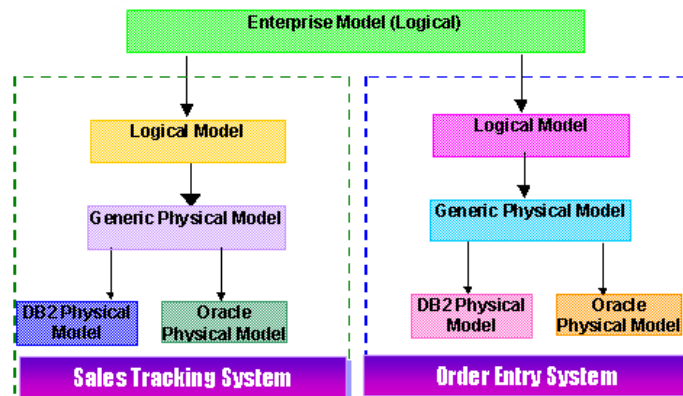 Enterprise Model (Logical)
Logical Model
Generic Physical Model
DB2 Physical
Model
Oracle
Physical Model
Sales Tracking System
Logical Model
Generic Physical Model
DB2 Physical
Model
Oracle
Physical Model
Order Entry System